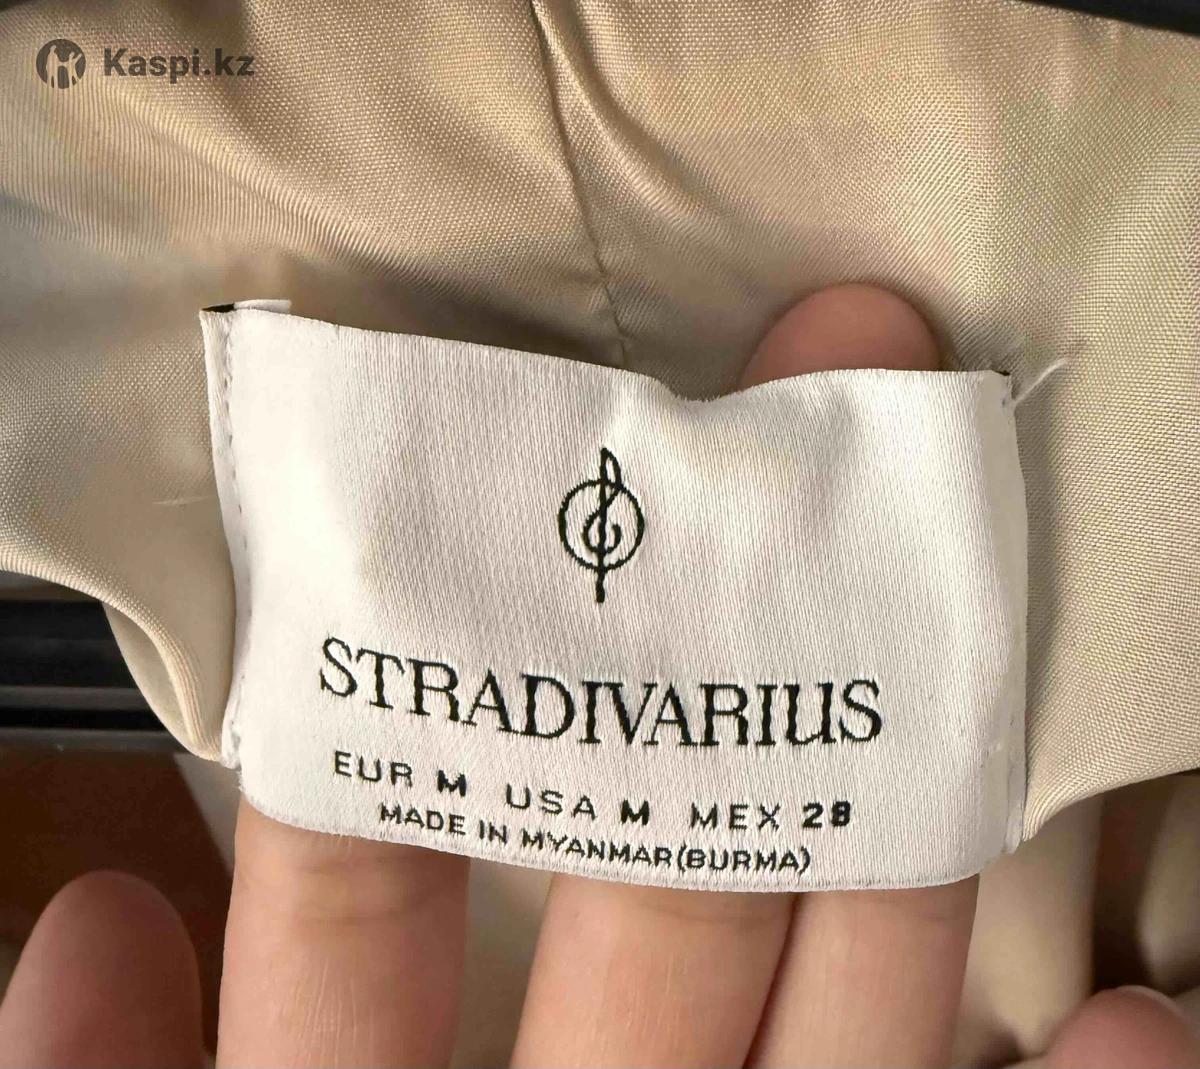 Kaspi.kz
STRADIVARIUS
EUR M USA M MEX 28
MADE IN MYANMAR(BURMA)